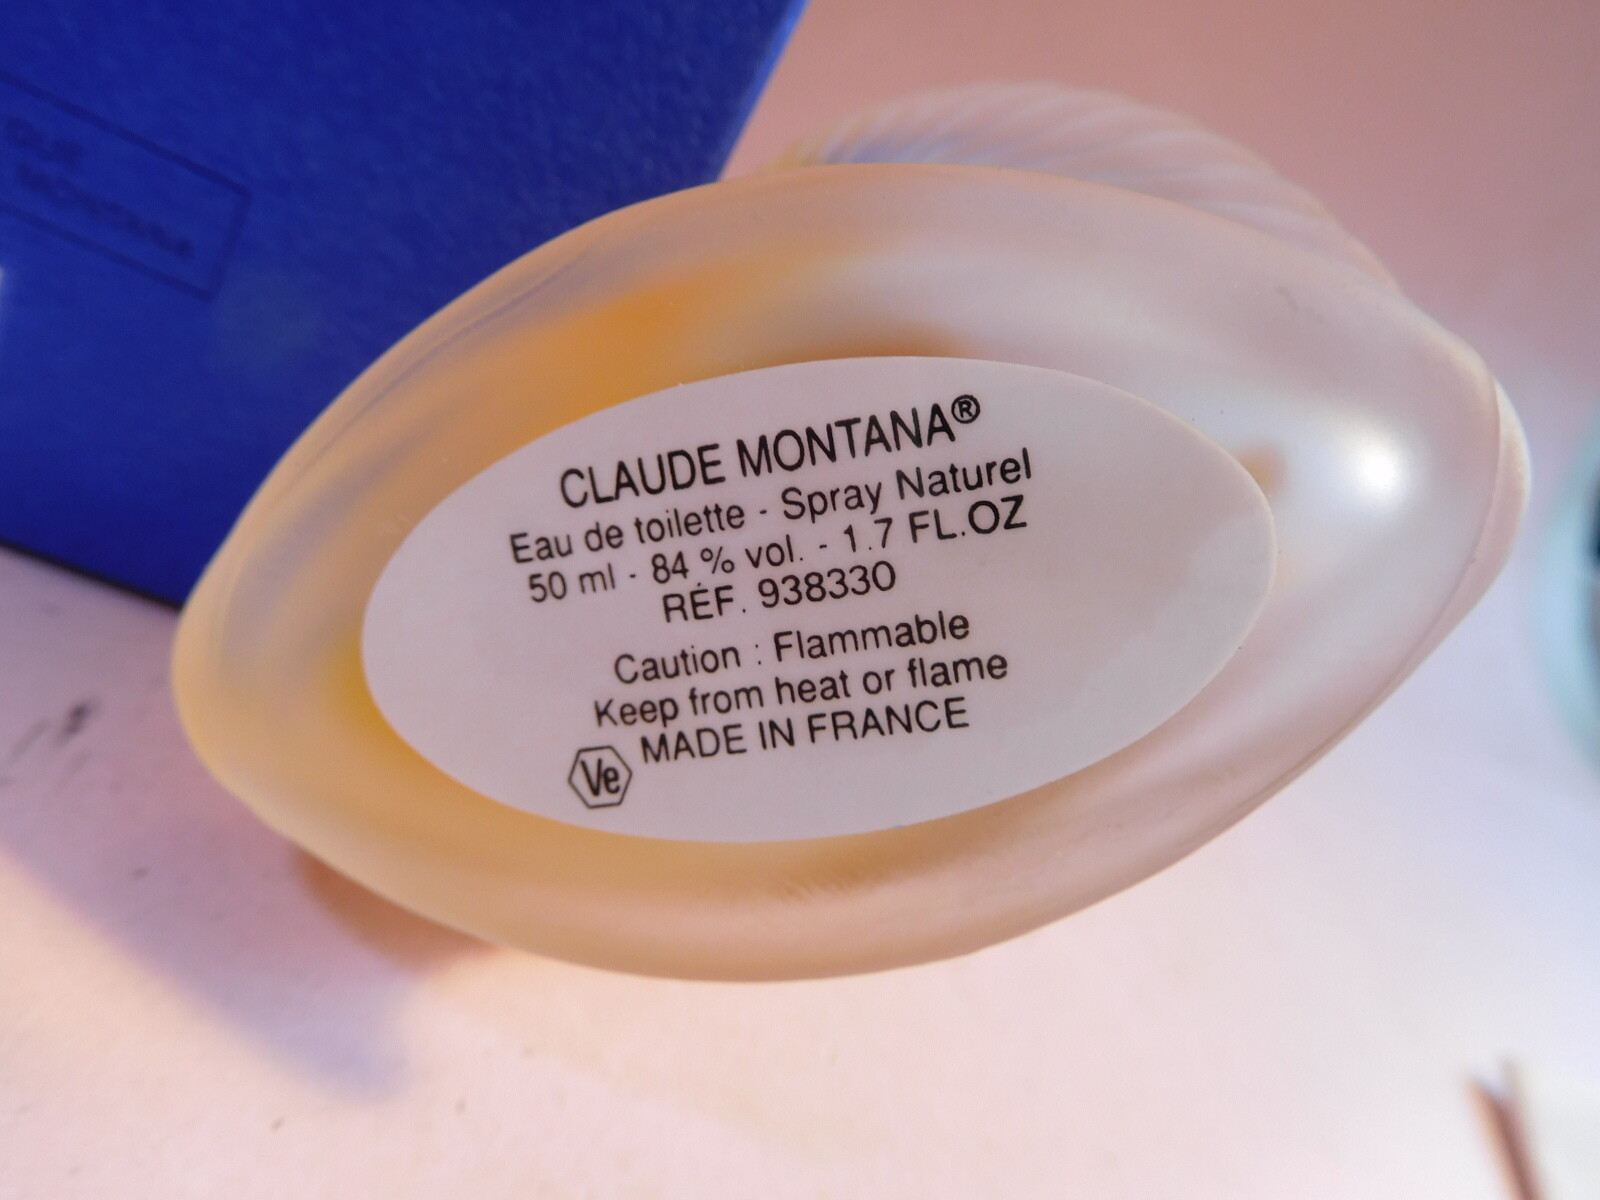 CLAUDE MONTANA®
Eau de toilette - Spray Naturel
50 ml - 84 % vol. - 1.7 FL.OZ
RÉF. 938330
Caution : Flammable
Keep from heat or flame
MADE IN FRANCE
Ve